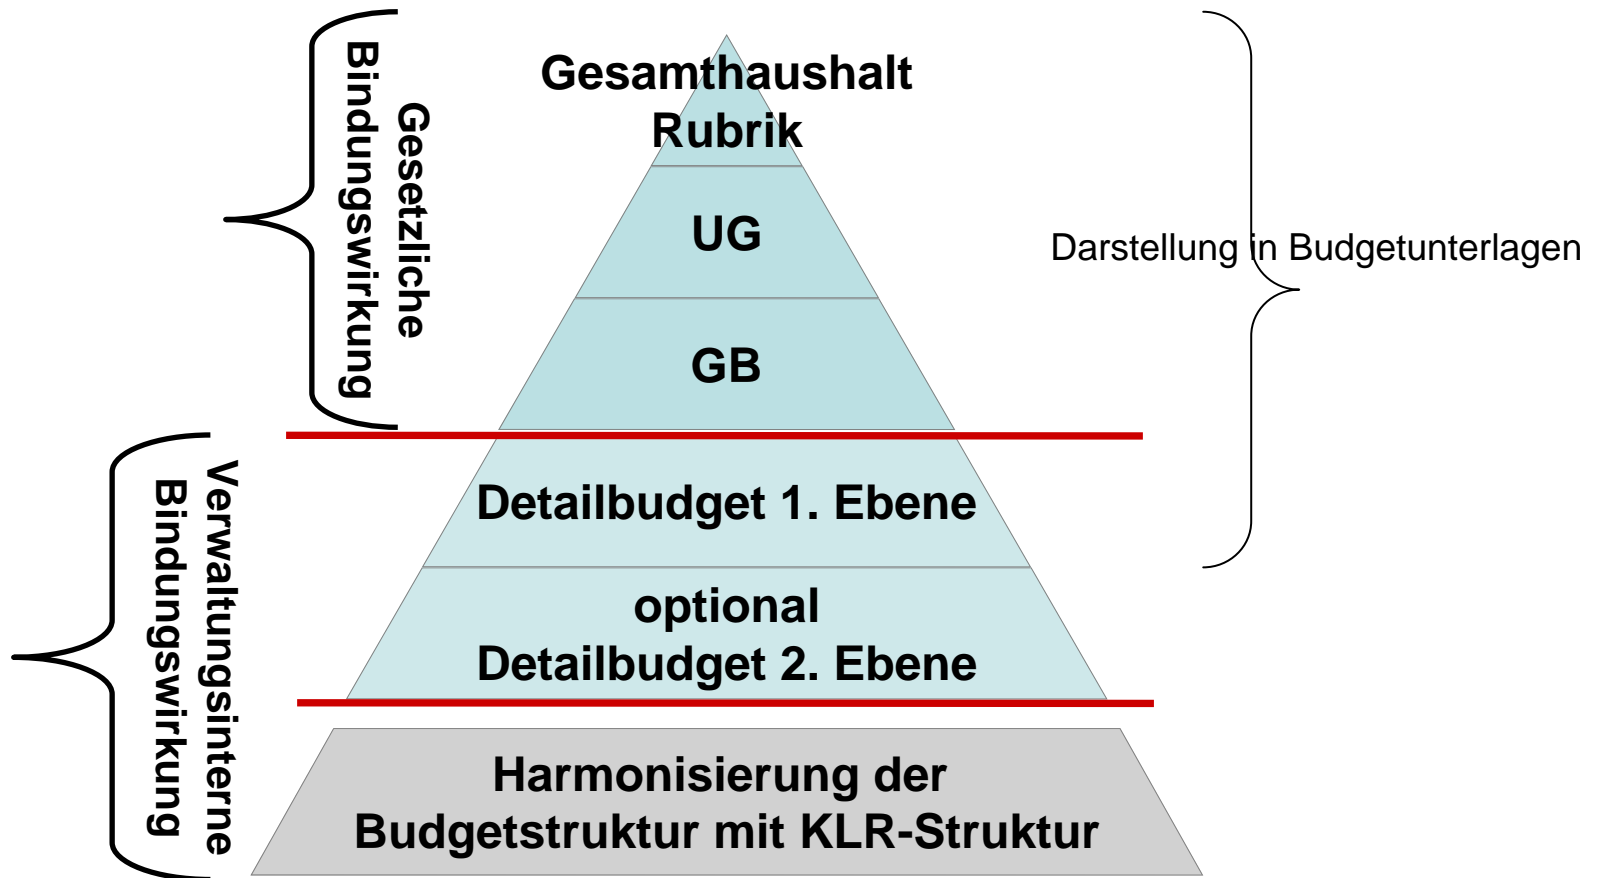 Gesetzliche
Bindungswirkung
Gesamthaushalt
Rubrik
UG
GB
Darstellung in Budgetunterlagen
Verwaltungsinterne
Bindungswirkung
Detailbudget 1. Ebene
optional
Detailbudget 2. Ebene
Harmonisierung der
Budgetstruktur mit KLR-Struktur